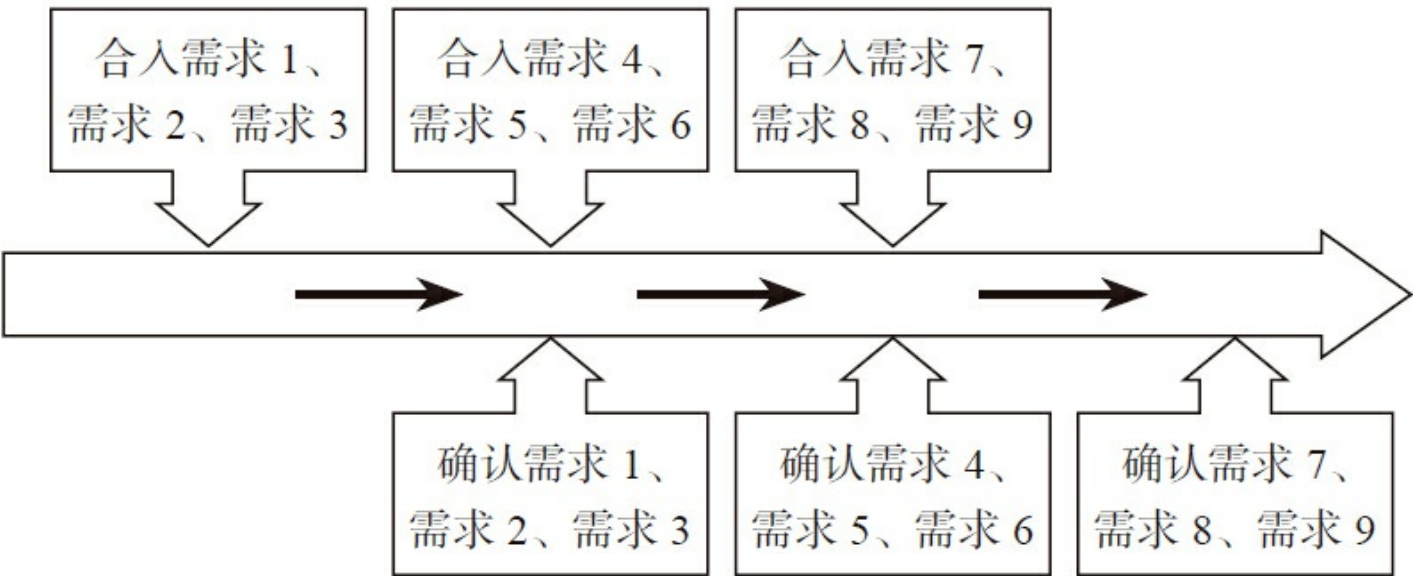 合入需求 1、
需求 2、需求 3
合入需求 4、
需求 5、需求 6
合入需求 7、
需求 8、需求 9
确认需求 1、
需求 2、需求 3
确认需求 4、
需求 5、需求 6
确认需求 7、
需求 8、需求 9